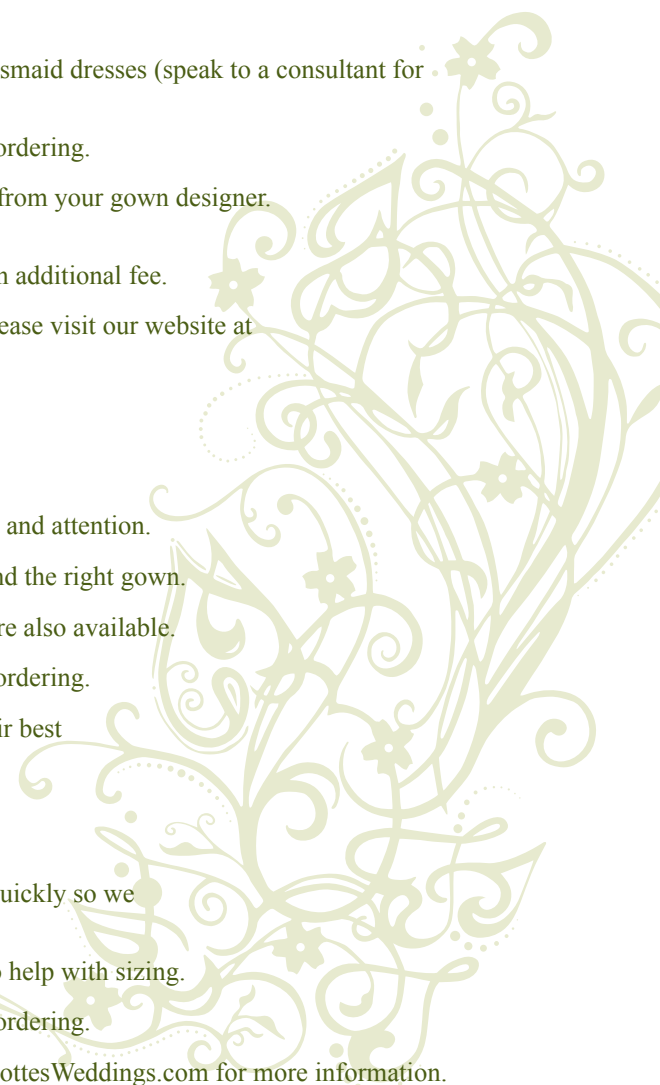 smaid dresses (speak to a consultant for
ordering.
from your gown designer.
n additional fee.
ease visit our website at
and attention.
nd the right gown.
re also available.
ordering.
ir best
uickly so we
o help with sizing.
ordering.
ottesWeddings.com for more information.